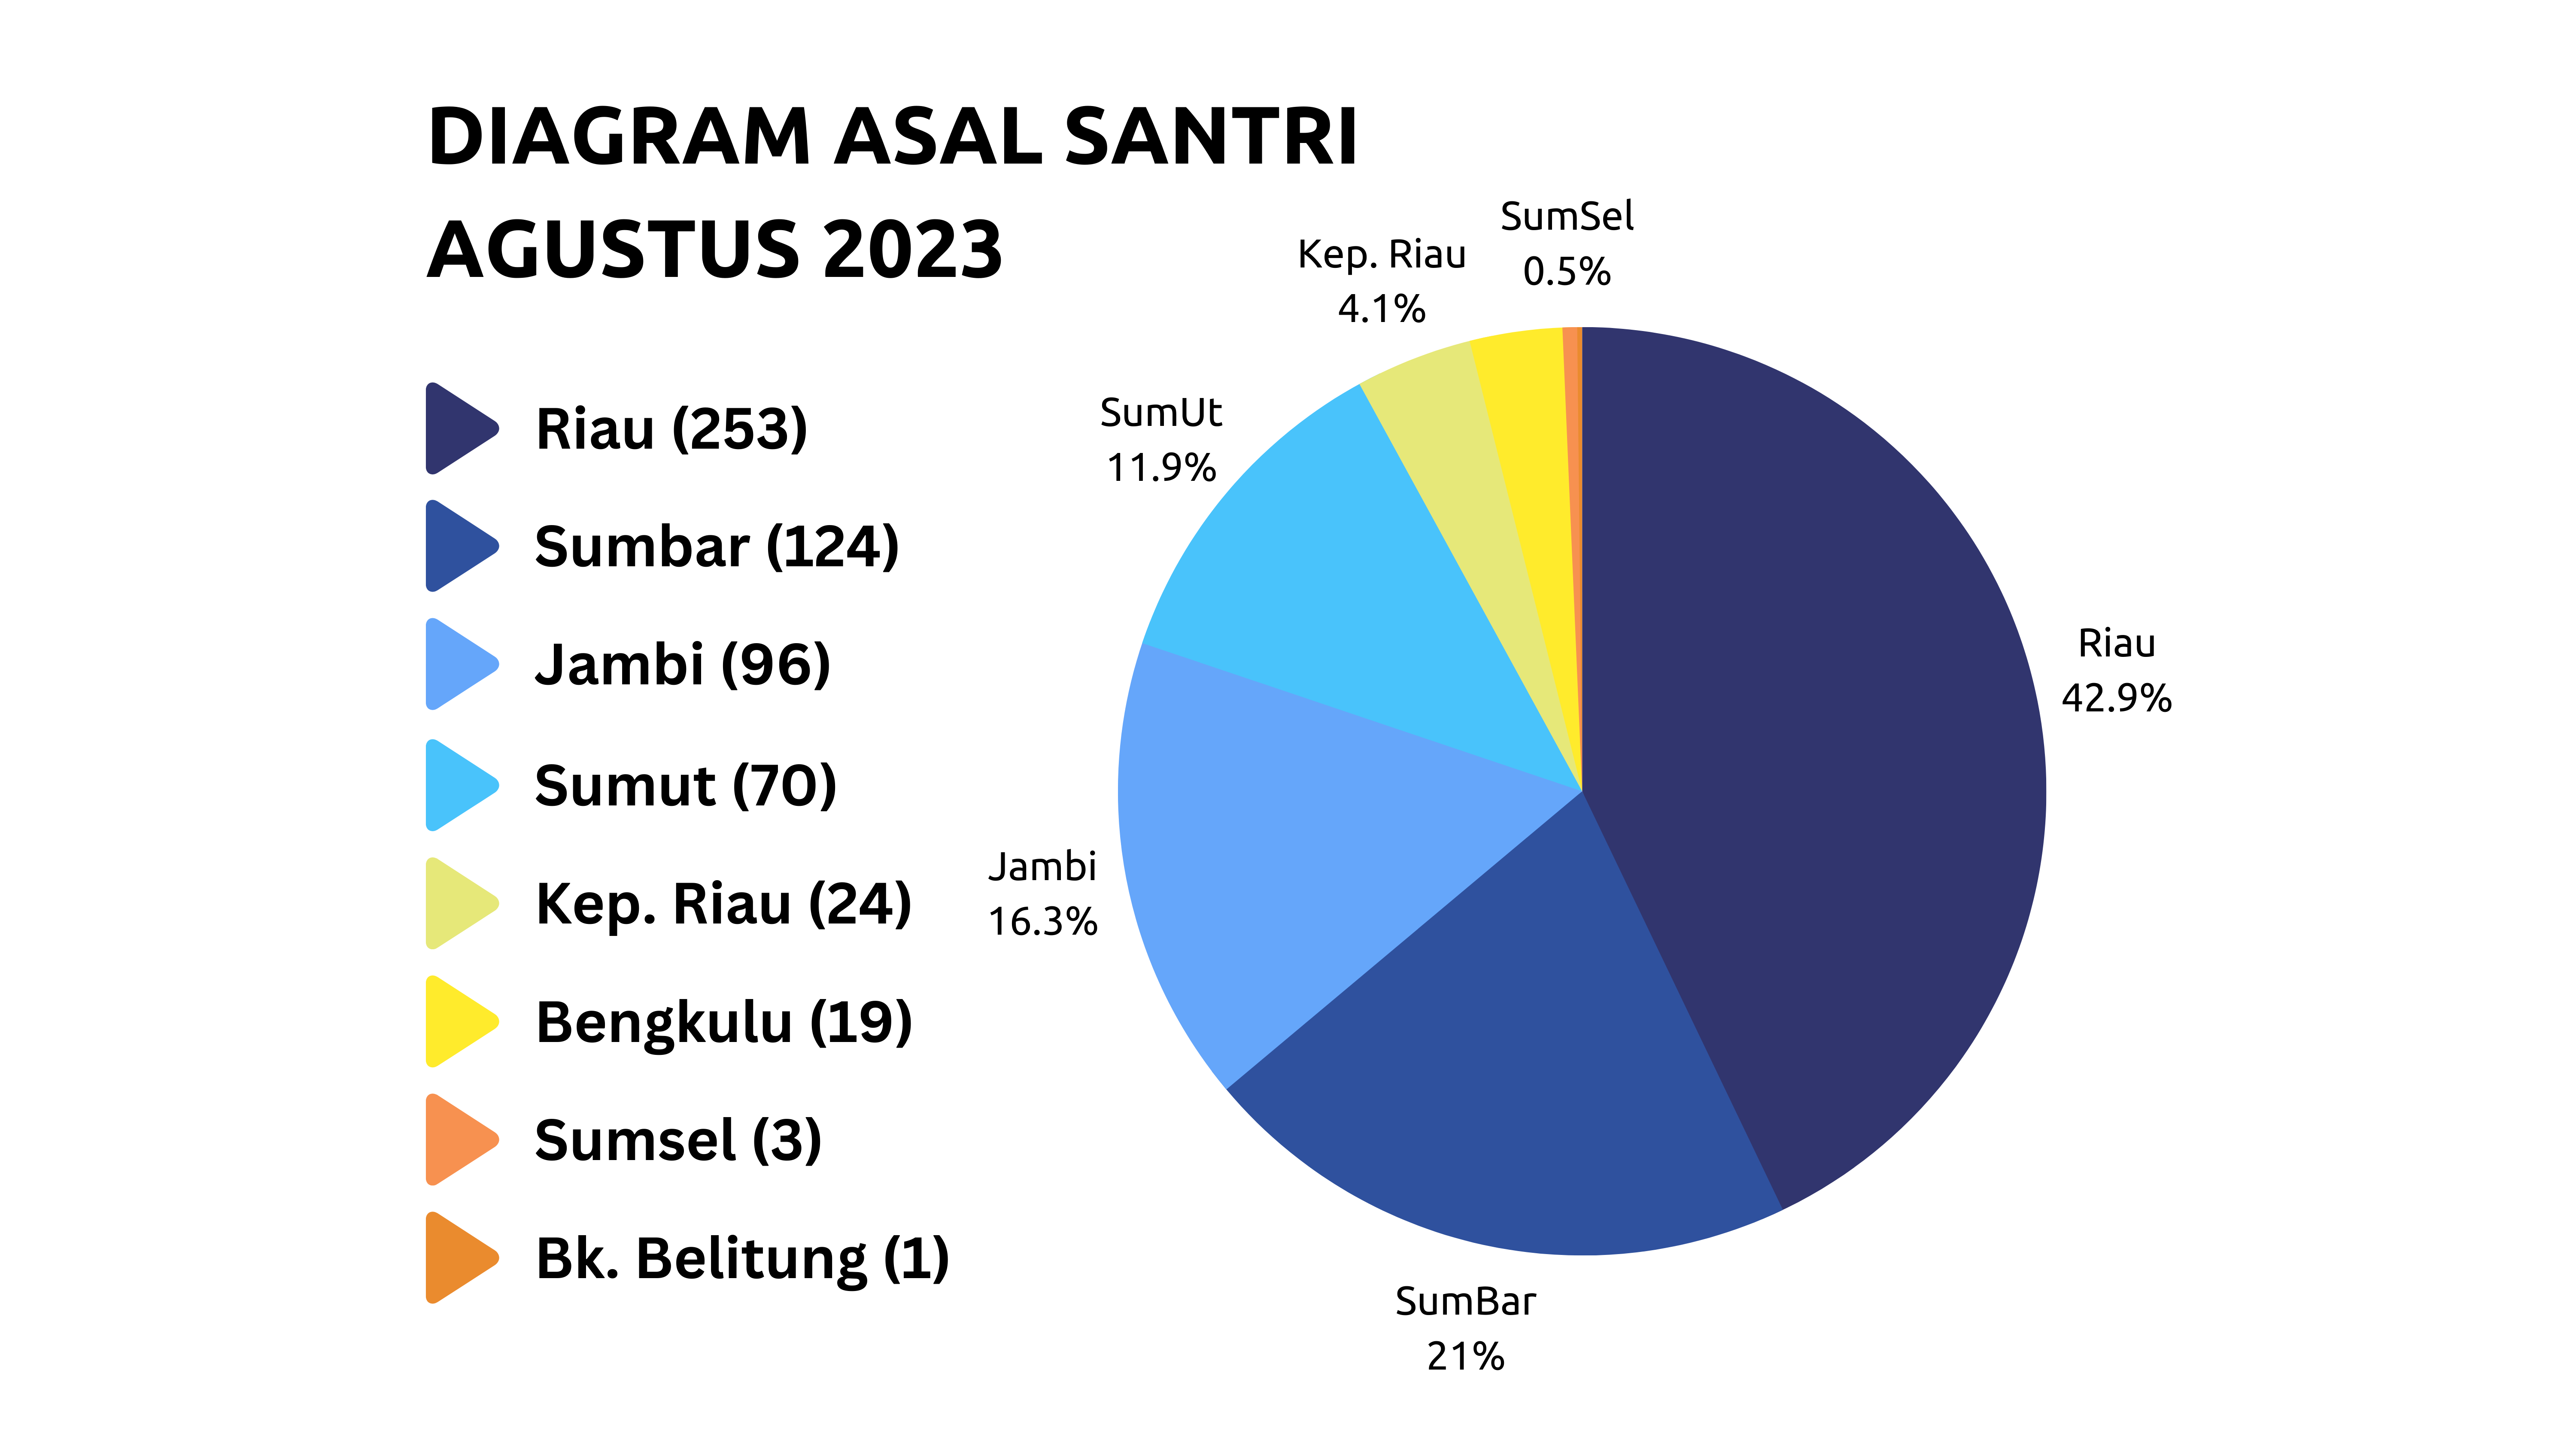 DIAGRAM ASAL SANTRI
AGUSTUS 2023
Riau (253)
Sumbar (124)
Jambi (96)
Sumut (70)
Kep. Riau (24)
Bengkulu (19)
Sumsel (3)
Bk. Belitung (1)
SumSel
0.5%
Kep. Riau
4.1%
SumUt
11.9%
Riau
42.9%
Jambi
16.3%
SumBar
21%